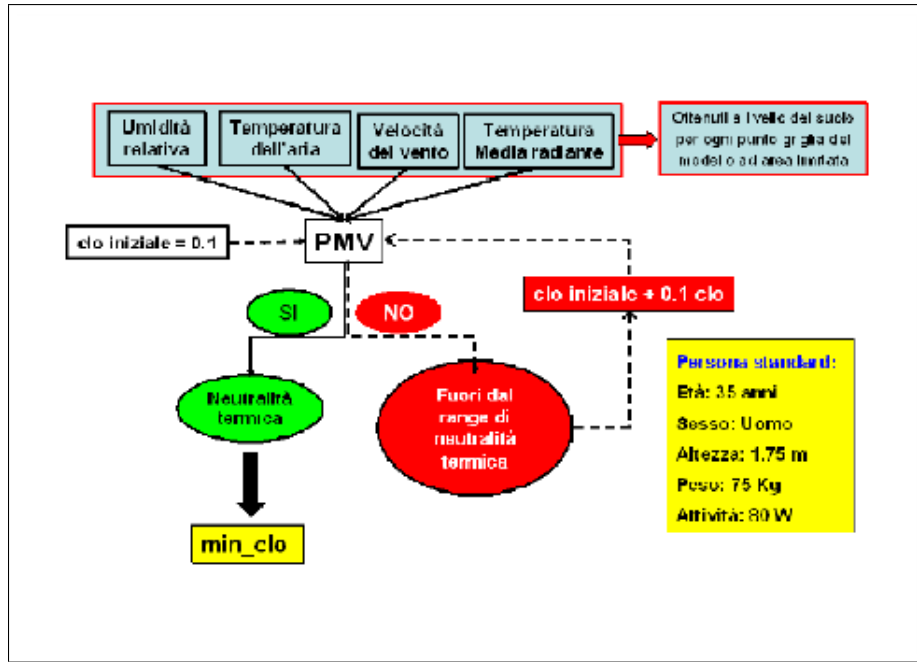 Umidità
relativa
Temperatura
dell'aria
Velocità
del vento
Temperatura
Media radiante
Ottenuti a livello del suolo
per ogni punto griglia del
modello ad area limitata
clo iniziale = 0.1
PMV
SI
NO
clo iniziale + 0.1 clo
Neutralità
termica
Fuori dal
range di
neutralità
termica
min_clo
Persona standard:
Età: 35 anni
Sesso: Uomo
Altezza: 1.75 m
Peso: 75 Kg
Attività: 80 W